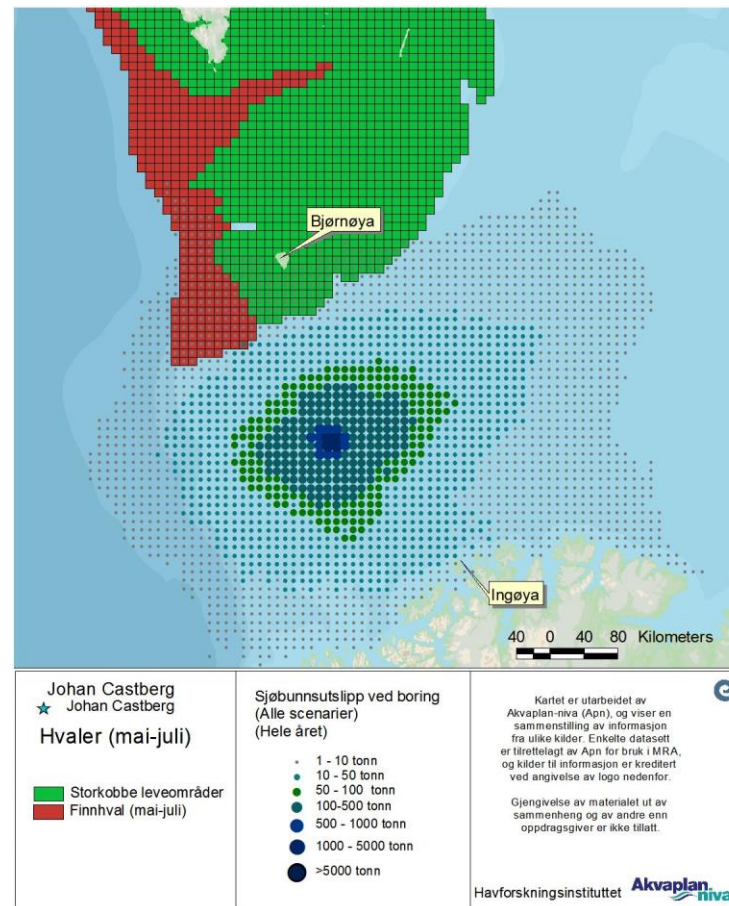 Bjørnøya
Ingøya
40 0 40 80 Kilometers
Johan Castberg
Johan Castberg
Hvaler (mai-juli)
Storkobbe leveområder
Finnhval (mai-juli)
Sjøbunnsutslipp ved boring
(Alle scenarier)
(Hele året)
1 - 10 tonn
10 - 50 tonn
50 - 100 tonn
100-500 tonn
500 - 1000 tonn
1000 - 5000 tonn
>5000 tonn
Kartet er utarbeidet av
Akvaplan-niva (Apn), og viser en
sammenstilling av informasjon
fra ulike kilder. Enkelte datasett
er tilrettelagt av Apn for bruk i MRA,
og kilder til informasjon er kreditert
ved angivelse av logo nedenfor.
Gjengivelse av materialet ut av
sammenheng og av andre enn
oppdragsgiver er ikke tillatt.
Havforskningsinstituttet
Akvaplan
niva